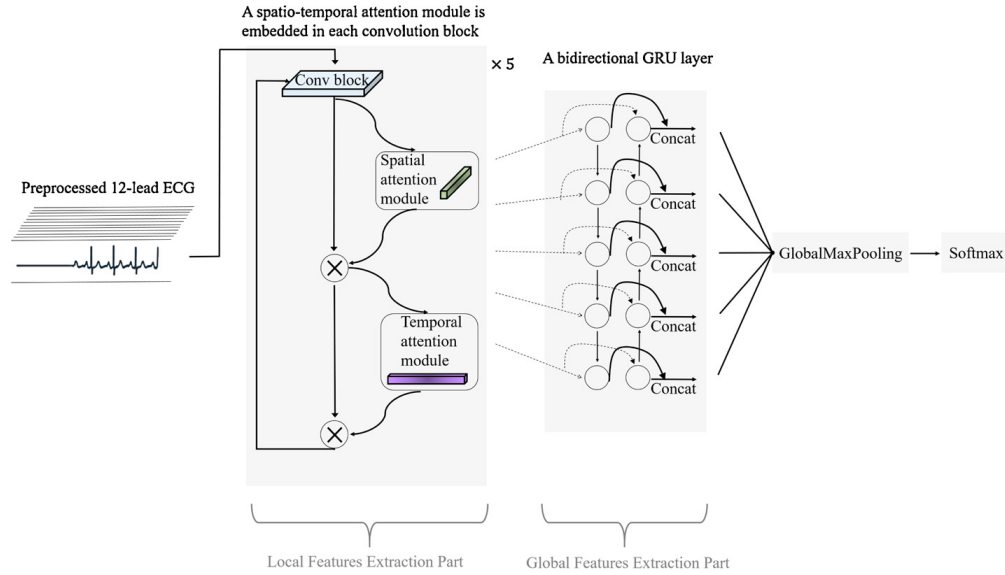 A spatio-temporal attention module is
embedded in each convolution block
× 5
A bidirectional GRU layer
Conv block
Spatial
attention
module
Preprocessed 12-lead ECG
Temporal
attention
module
Concat
Concat
Concat
Concat
Concat
GlobalMaxPooling
Softmax
Local Features Extraction Part
Global Features Extraction Part